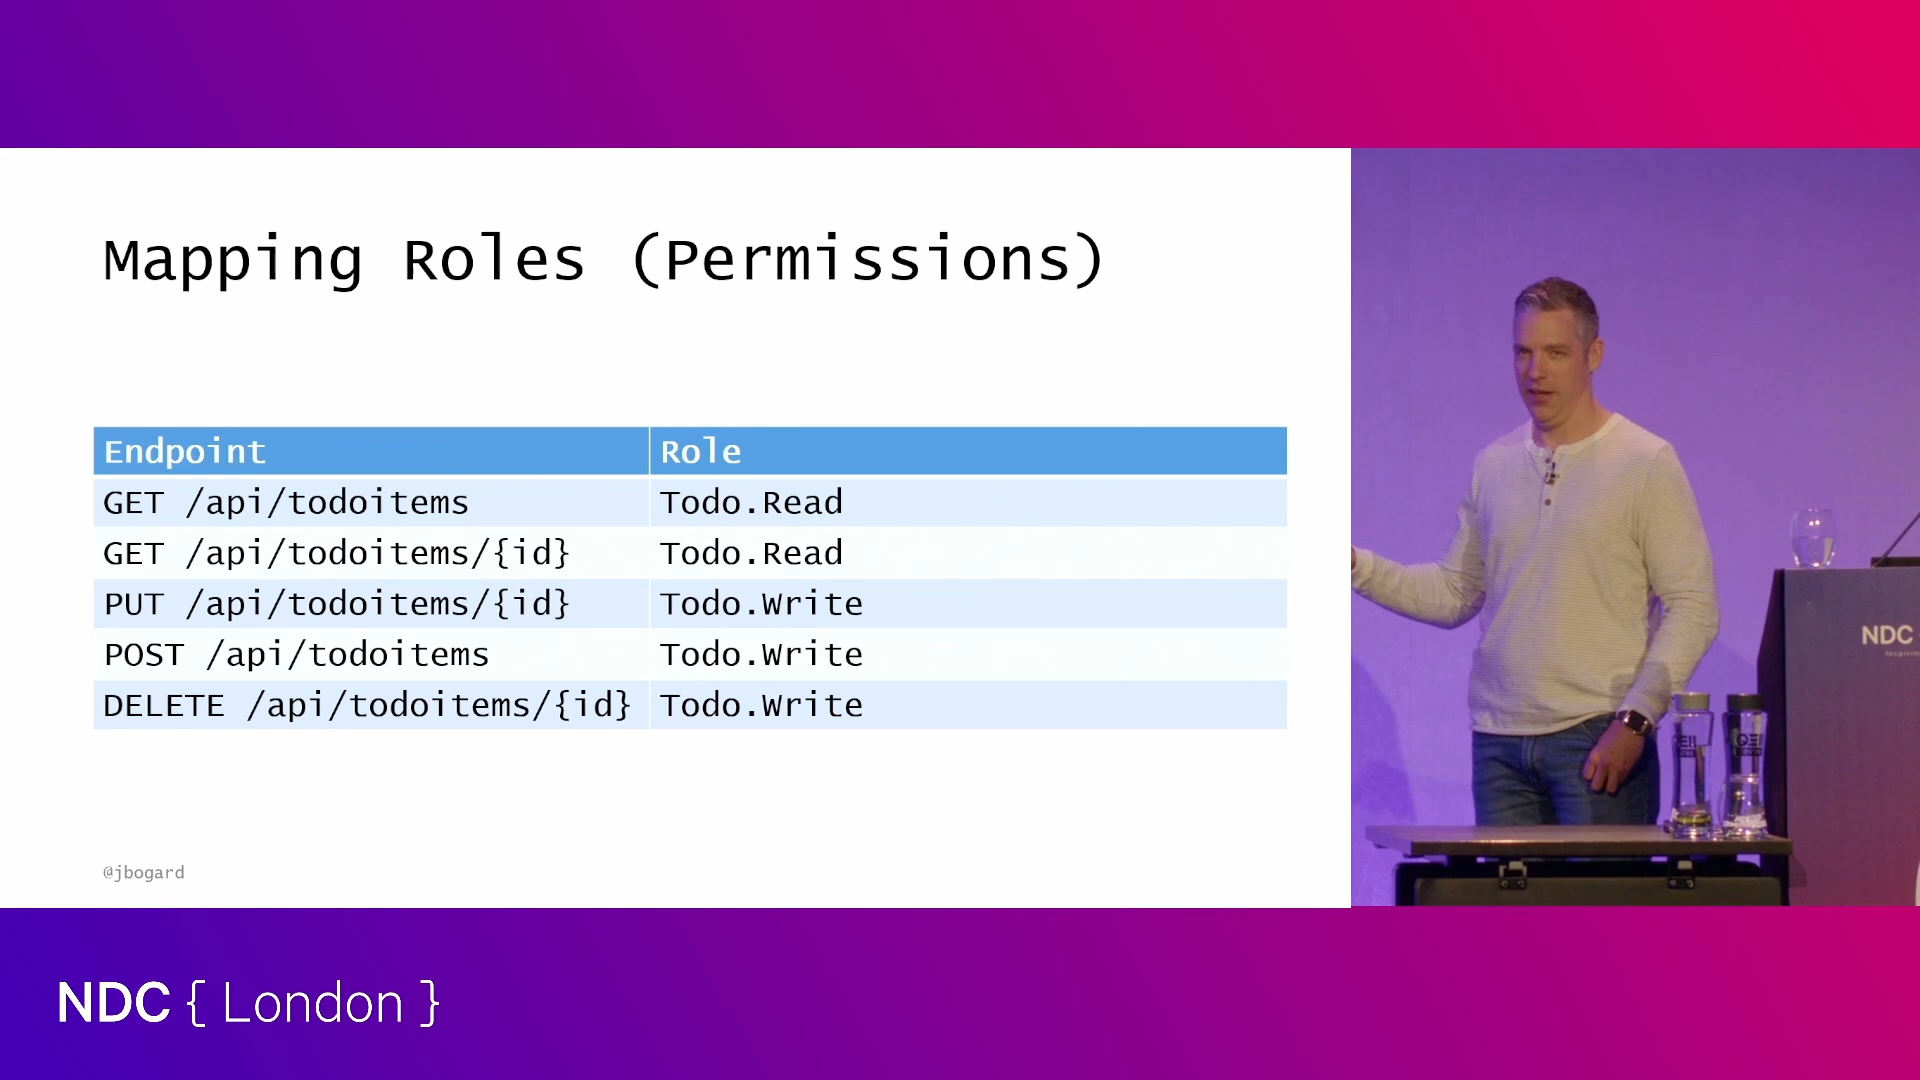 Mapping Roles (Permissions)
Endpoint Role
GET /api/todoitems Todo.Read
GET /api/todoitems/{id} Todo.Read
PUT /api/todoitems/{id} Todo.Write
POST /api/todoitems Todo.Write
DELETE /api/todoitems/{id} Todo.Write
@jbogard
NDC
QEII
NDC { London }